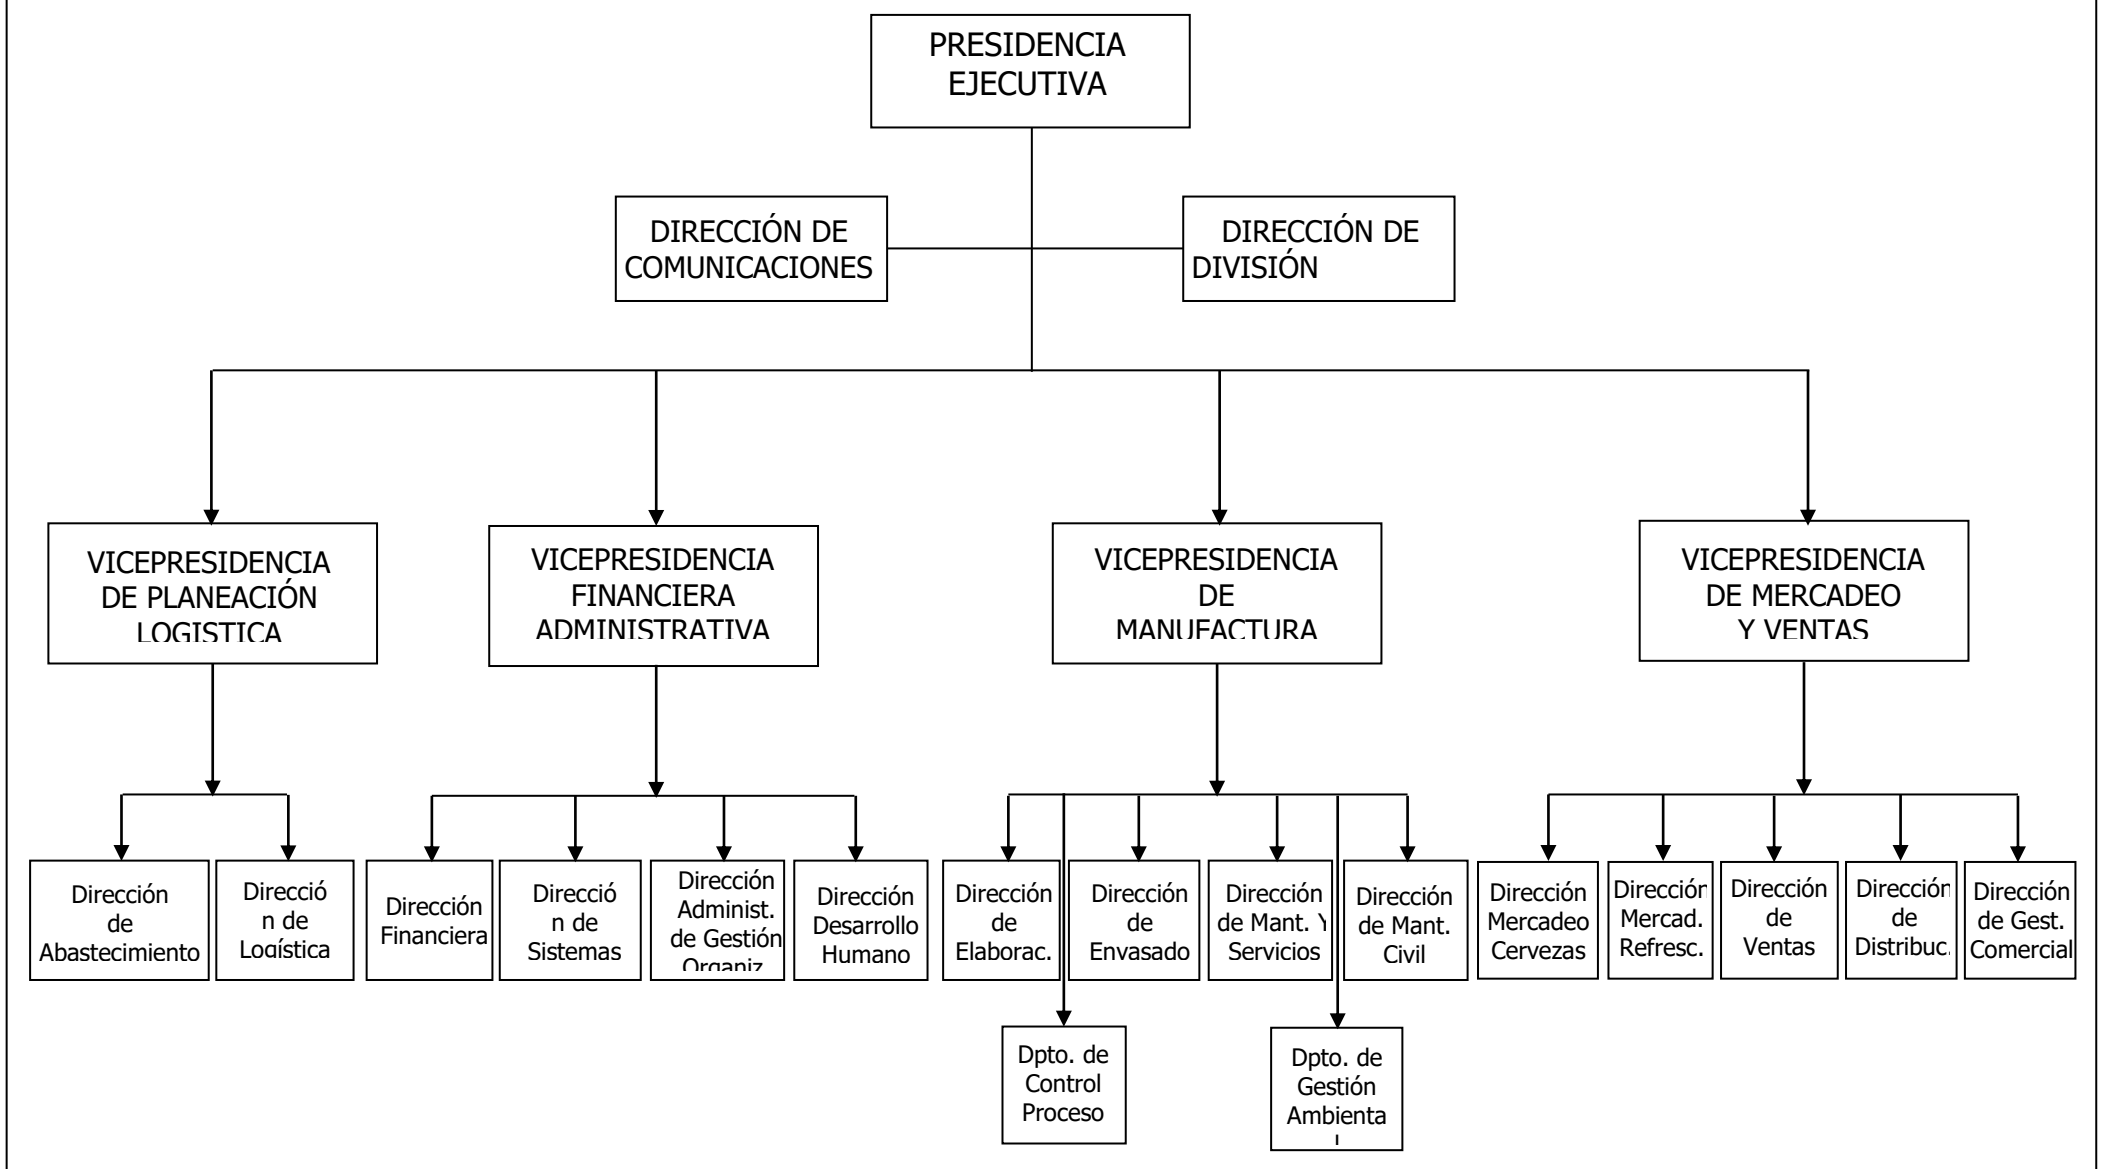 PRESIDENCIA
EJECUTIVA
DIRECCIÓN DE
COMUNICACIONES
DIRECCIÓN DE
DIVISIÓN
VICEPRESIDENCIA
DE PLANEACIÓN
LOGISTICA
VICEPRESIDENCIA
FINANCIERA
ADMINISTRATIVA
VICEPRESIDENCIA
DE
MANUFACTURA
VICEPRESIDENCIA
DE MERCADEO
Y VENTAS
Dirección
de
Abastecimiento
Direcció
n de
Logística
Dirección
Financiera
Direcció
n de
Sistemas
Dirección
Administ.
de Gestión
Organiz.
Dirección
Desarrollo
Humano
Dirección
de
Elaborac.
Dirección
de
Envasado
Dirección
de Mant. Y
Servicios
Dirección
de Mant.
Civil
Dirección
Mercadeo
Cervezas
Dirección
Mercad.
Refresc.
Dirección
de
Ventas
Dirección
de
Distribuc.
Dirección
de Gest.
Comercial
Dpto. de
Control
Proceso
Dpto. de
Gestión
Ambienta
l